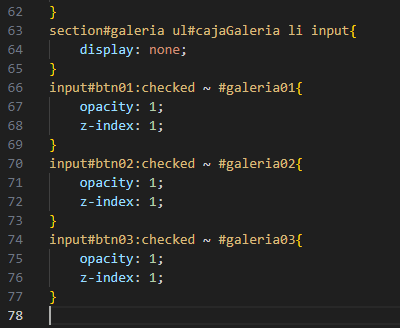 62 }
63 section#galeria ul#cajaGaleria li input{
64     display: none;
65 }
66 input#btn01:checked ~ #galeria01{
67     opacity: 1;
68     z-index: 1;
69 }
70 input#btn02:checked ~ #galeria02{
71     opacity: 1;
72     z-index: 1;
73 }
74 input#btn03:checked ~ #galeria03{
75     opacity: 1;
76     z-index: 1;
77 }
78